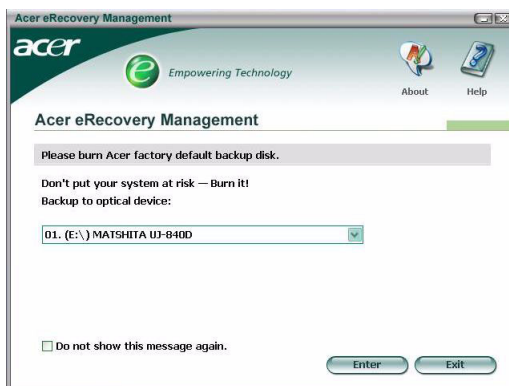 Acer eRecovery Management
acer
e
Empowering Technology
About
Help
Acer eRecovery Management
Please burn Acer factory default backup disk.
Don't put your system at risk — Burn it!
Backup to optical device:
01. (E:\) MATSHITA UJ-840D
Do not show this message again.
Enter
Exit